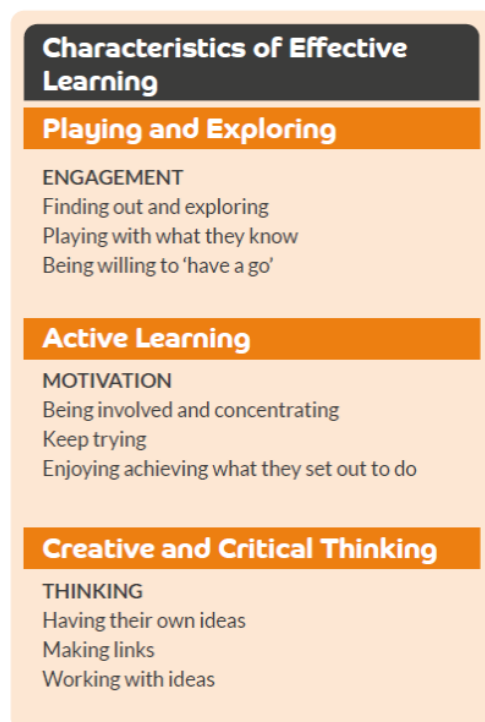 Characteristics of Effective
Learning
Playing and Exploring
ENGAGEMENT
Finding out and exploring
Playing with what they know
Being willing to ‘have a go’
Active Learning
MOTIVATION
Being involved and concentrating
Keep trying
Enjoying achieving what they set out to do
Creative and Critical Thinking
THINKING
Having their own ideas
Making links
Working with ideas